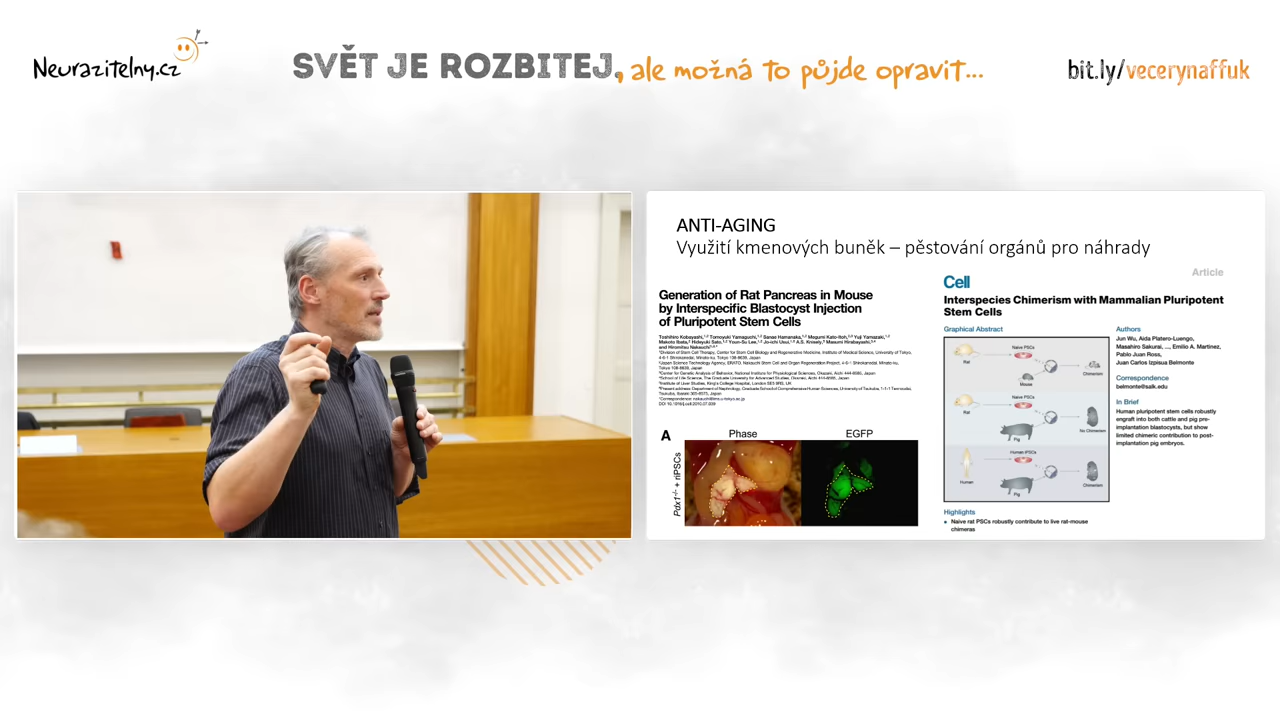 Neurazitelny.cz
SVĚT JE ROZBITEJ, ale možná to půjde opravit...
bit.ly/vecerynaffuk
ANTI-AGING
Využití kmenových buněk – pěstování orgánů pro náhrady
Generation of Rat Pancreas in Mouse
by Interspecific Blastocyst Injection
of Pluripotent Stem Cells
A
Phase
EGFP
Pdx1-/- + riPSCs
Article
Cell
Interspecies Chimerism with Mammalian Pluripotent
Stem Cells
Graphical Abstract
Rat
Naive PSCs
Mouse
Chimerism
Rat
Naive PSCs
Pig
No Chimerism
Human
Human iPSCs
Pig
Chimerism
Authors
Jun Wu, Aida Platero-Luengo,
Masahiro Sakurai, ..., Emilio A. Martinez,
Pablo Juan Ross,
Juan Carlos Izpisua Belmonte
Correspondence
belmonte@salk.edu
In Brief
Human pluripotent stem cells robustly
engraft into both cattle and pig pre-
implantation blastocysts, but show
limited chimeric contribution to post-
implantation pig embryos.
Highlights
• Naive rat PSCs robustly contribute to live rat-mouse
chimeras